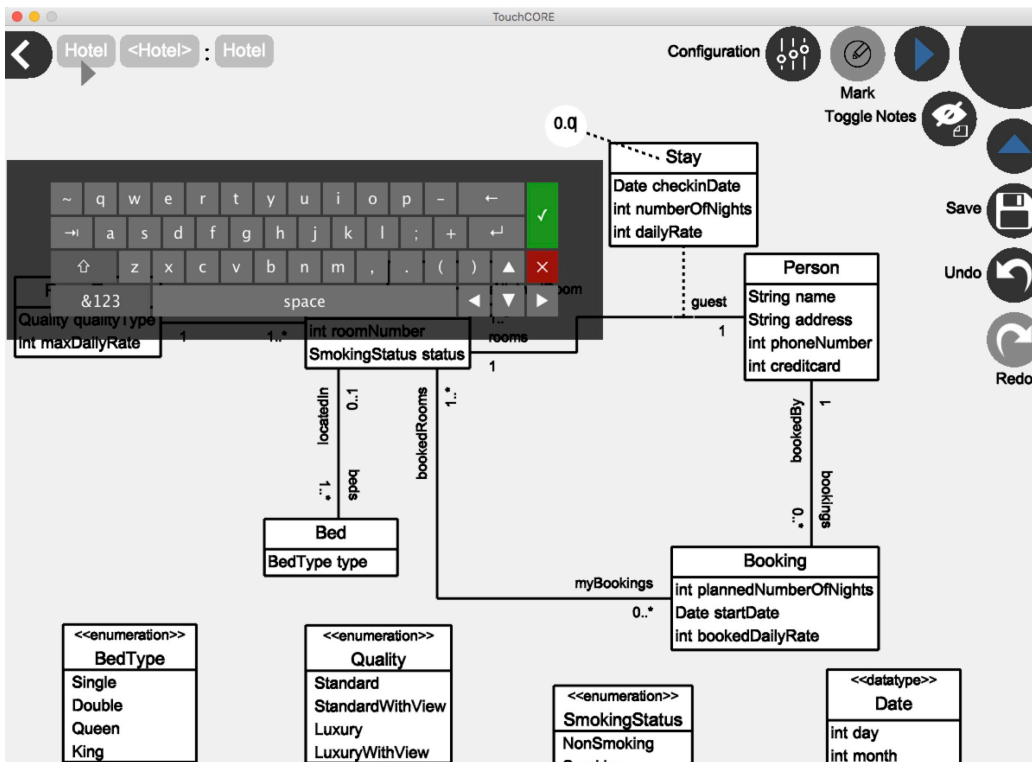 TouchCORE
Hotel <Hotel> : Hotel
Configuration
Mark
Toggle Notes
Save
Undo
Redo
0.q
Stay
Date checkinDate
int numberOfNights
int dailyRate
~ q w e r t y u i o p – ←
a s d f g h j k l ; + ↵
z x c v b n m , . ( ) ▲ ✕
&123 space ◀ ▼ ▶
Quality qualityType
int maxDailyRate
1
1..*
int roomNumber
SmokingStatus status
rooms
1
guest
1
Person
String name
String address
int phoneNumber
int creditcard
locatedIn
0..1
1..*
beds
bookedRooms
1..*
bookedBy
1
0..*
bookings
Bed
BedType type
myBookings
0..*
Booking
int plannedNumberOfNights
Date startDate
int bookedDailyRate
<<enumeration>>
BedType
Single
Double
Queen
King
<<enumeration>>
Quality
Standard
StandardWithView
Luxury
LuxuryWithView
<<enumeration>>
SmokingStatus
NonSmoking
<<datatype>>
Date
int day
int month